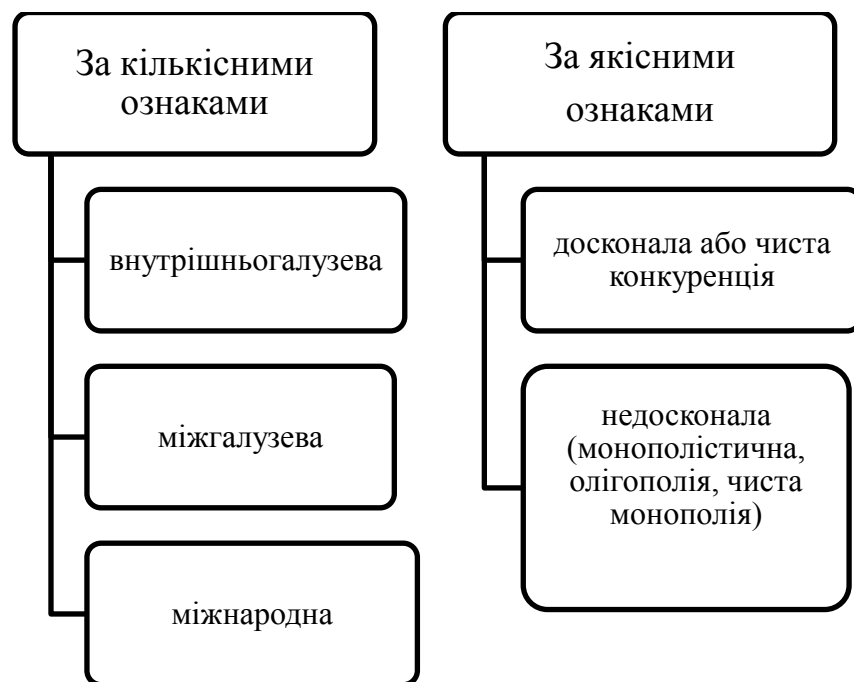 За кількісними
ознаками
внутрішньогалузева
міжгалузева
міжнародна
За якісними
ознаками
досконала або чиста
конкуренція
недосконала
(монополістична,
олігополія, чиста
монополія)